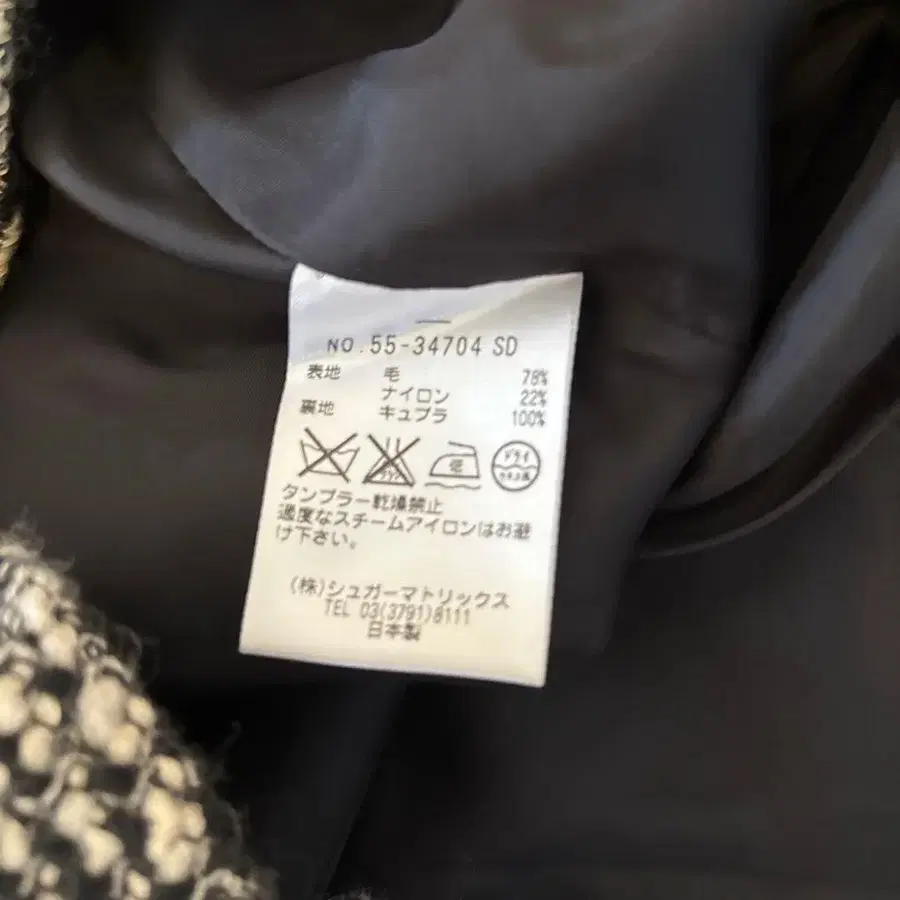 NO. 55-34704 SD
表地 毛 78%
ナイロン 22%
裏地 キュプラ 100%
ドライ
タンブラー乾燥禁止
過度なスチームアイロンはお避
け下さい。
(株)シュガーマトリックス
TEL 03(3791)8111
日本製